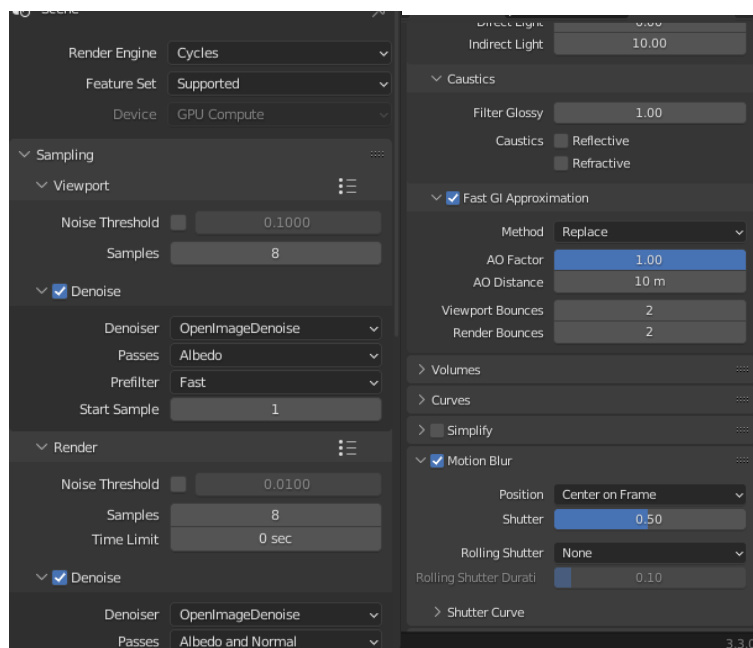 Scene
Render Engine Cycles
Feature Set Supported
Device GPU Compute
Sampling
Viewport
Noise Threshold 0.1000
Samples 8
Denoise
Denoiser OpenImageDenoise
Passes Albedo
Prefilter Fast
Start Sample 1
Render
Noise Threshold 0.0100
Samples 8
Time Limit 0 sec
Denoise
Denoiser OpenImageDenoise
Passes Albedo and Normal
Direct Light 0.00
Indirect Light 10.00
Caustics
Filter Glossy 1.00
Caustics Reflective
Refractive
Fast GI Approximation
Method Replace
AO Factor 1.00
AO Distance 10 m
Viewport Bounces 2
Render Bounces 2
Volumes
Curves
Simplify
Motion Blur
Position Center on Frame
Shutter 0.50
Rolling Shutter None
Rolling Shutter Durati 0.10
Shutter Curve
3.3.0